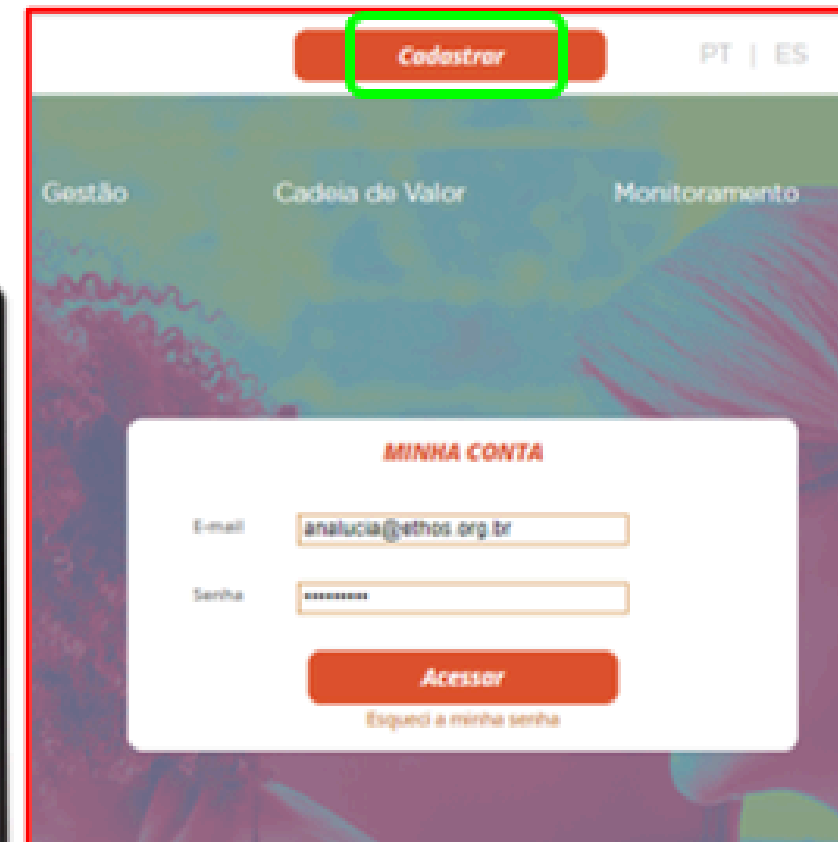 Cadastrar
PT | ES
Gestão Cadeia de Valor Monitoramento
MINHA CONTA
E-mail analucia@ethos.org.br
Senha •••••••••
Acessar
Esqueci a minha senha